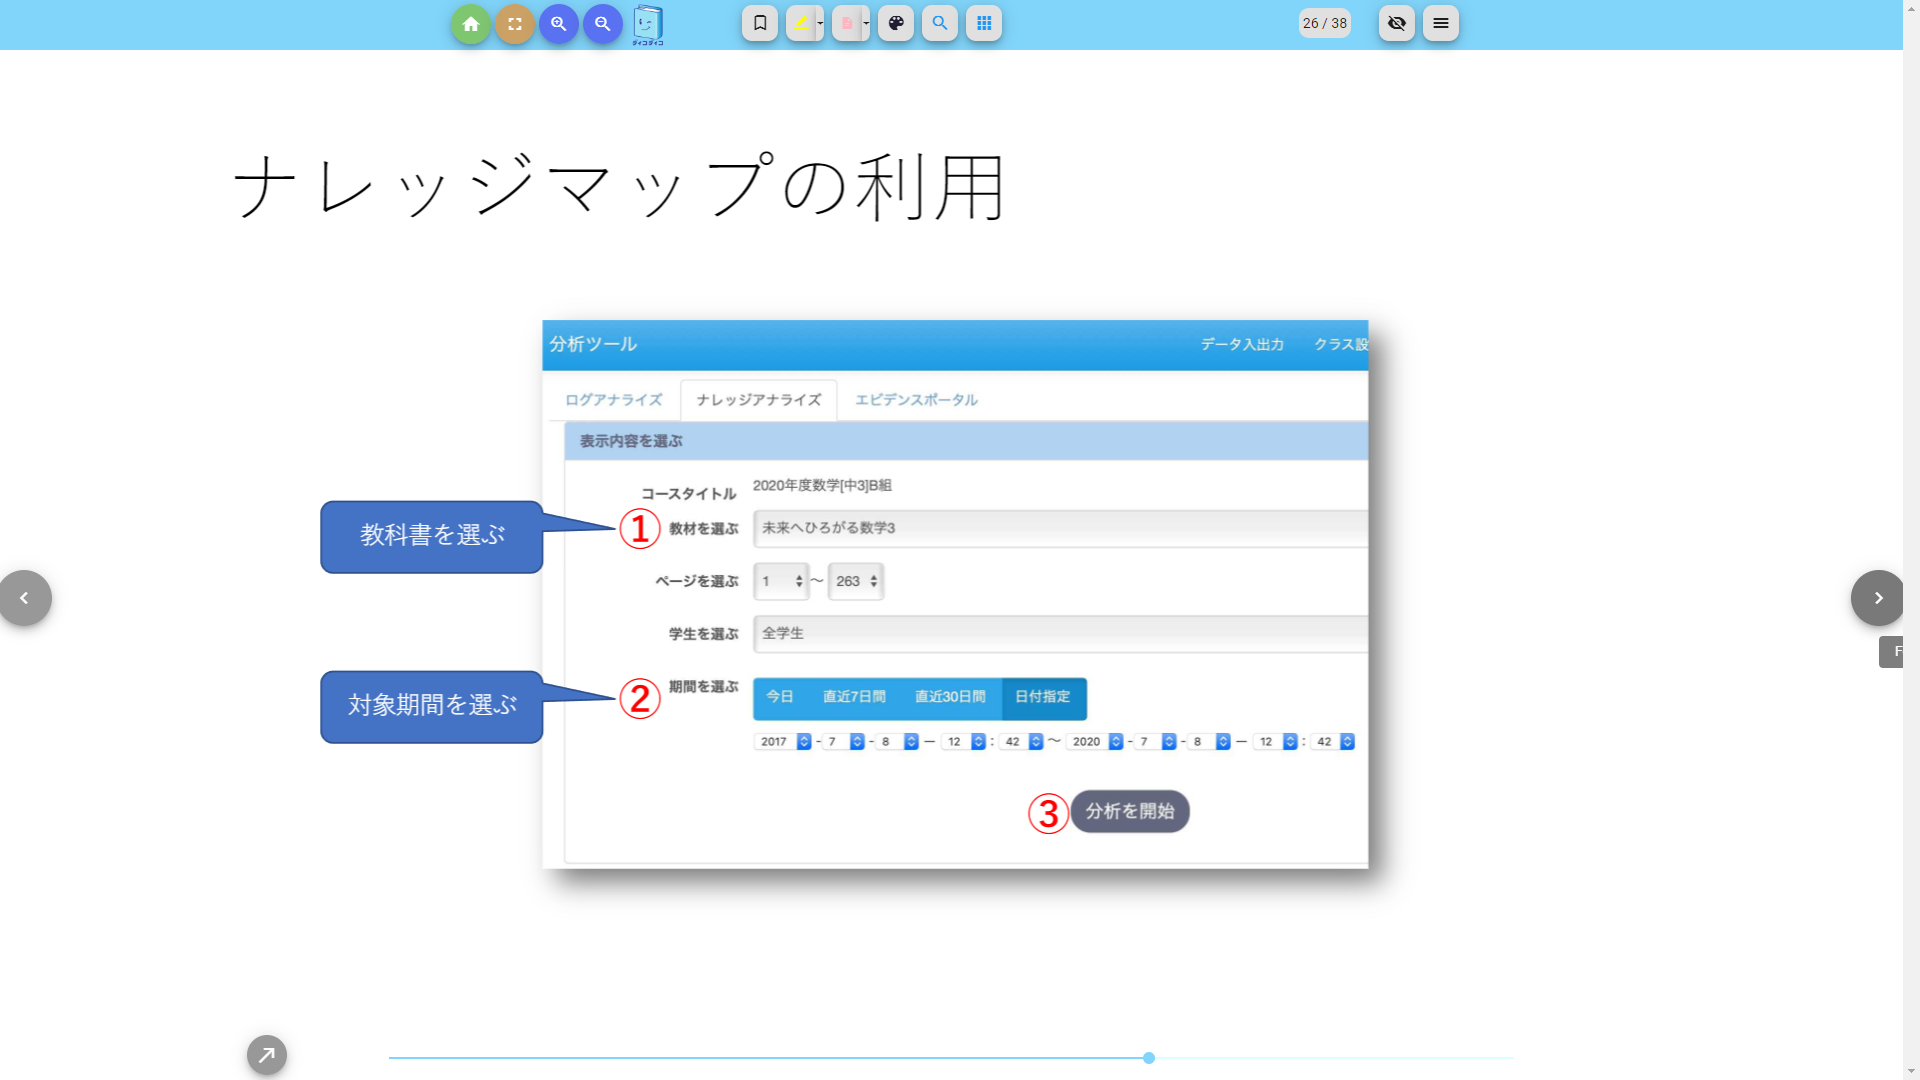 ダイコダイコ
26 / 38
ナレッジマップの利用
分析ツール データ入出力 クラス設
ログアナライズ ナレッジアナライズ エビデンスポータル
表示内容を選ぶ
コースタイトル 2020年度数学[中3]B組
教科書を選ぶ ① 教材を選ぶ 未来へひろがる数学3
ページを選ぶ 1 〜 263
学生を選ぶ 全学生
対象期間を選ぶ ② 期間を選ぶ 今日 直近7日間 直近30日間 日付指定
2017 - 7 - 8 — 12 : 42 〜 2020 - 7 - 8 — 12 : 42
③ 分析を開始